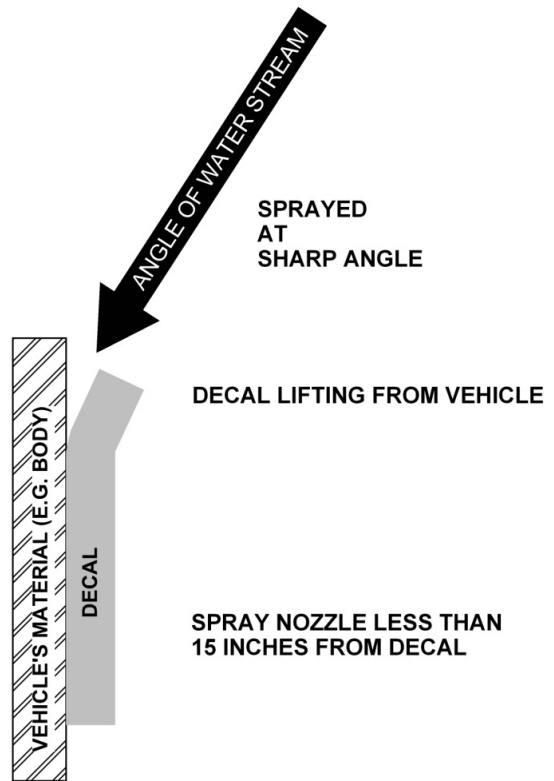 ANGLE OF WATER STREAM
SPRAYED
AT
SHARP ANGLE
DECAL LIFTING FROM VEHICLE
VEHICLE'S MATERIAL (E.G. BODY)
DECAL
SPRAY NOZZLE LESS THAN
15 INCHES FROM DECAL